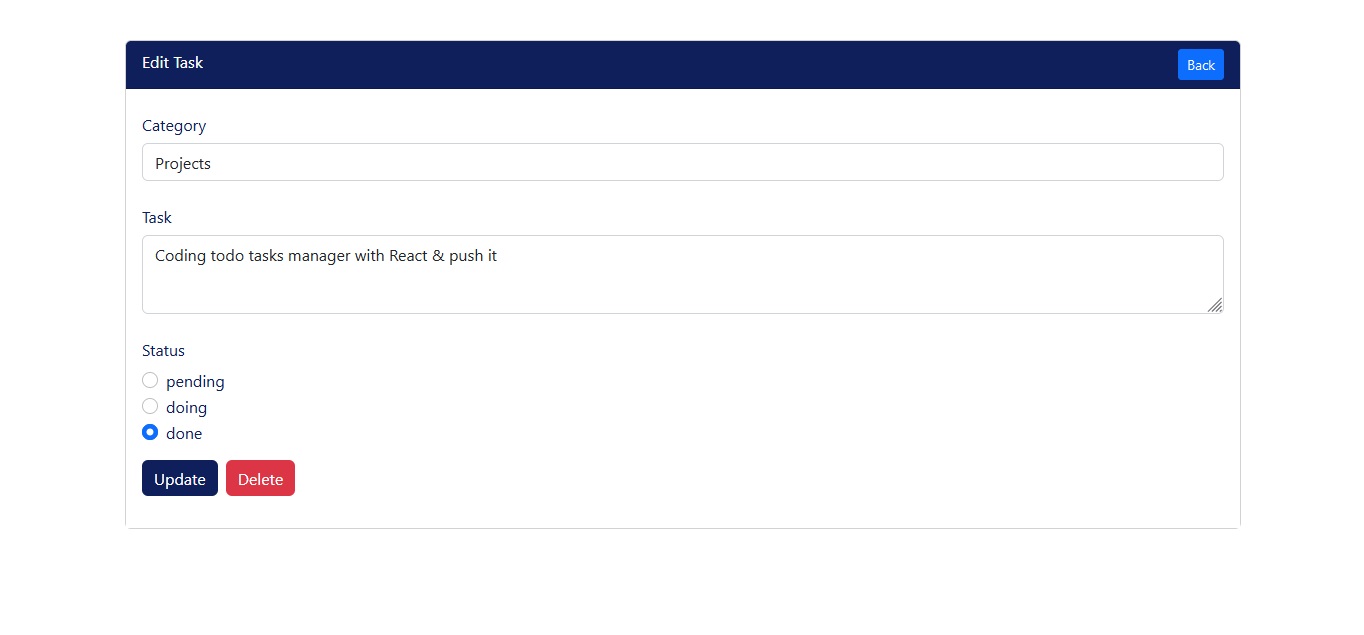 Edit Task
Back
Category
Projects
Task
Coding todo tasks manager with React & push it
Status
pending
doing
done
Update Delete